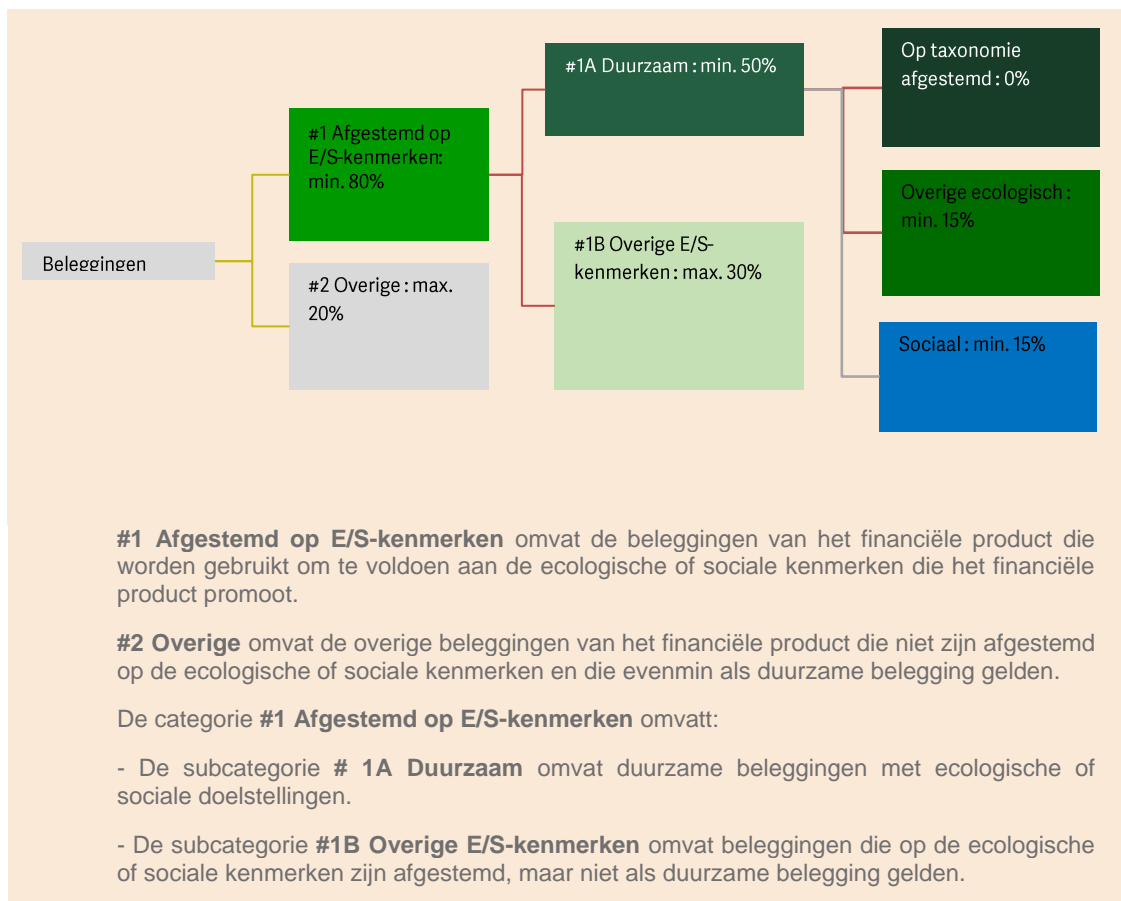 Beleggingen
#1 Afgestemd op
E/S-kenmerken:
min. 80%
#2 Overige : max.
20%
#1A Duurzaam : min. 50%
#1B Overige E/S-
kenmerken : max. 30%
Op taxonomie
afgestemd : 0%
Overige ecologisch :
min. 15%
Sociaal : min. 15%
#1 Afgestemd op E/S-kenmerken omvat de beleggingen van het financiële product die
worden gebruikt om te voldoen aan de ecologische of sociale kenmerken die het financiële
product promoot.
#2 Overige omvat de overige beleggingen van het financiële product die niet zijn afgestemd
op de ecologische of sociale kenmerken en die evenmin als duurzame belegging gelden.
De categorie #1 Afgestemd op E/S-kenmerken omvatt:
- De subcategorie # 1A Duurzaam omvat duurzame beleggingen met ecologische of
sociale doelstellingen.
- De subcategorie #1B Overige E/S-kenmerken omvat beleggingen die op de ecologische
of sociale kenmerken zijn afgestemd, maar niet als duurzame belegging gelden.